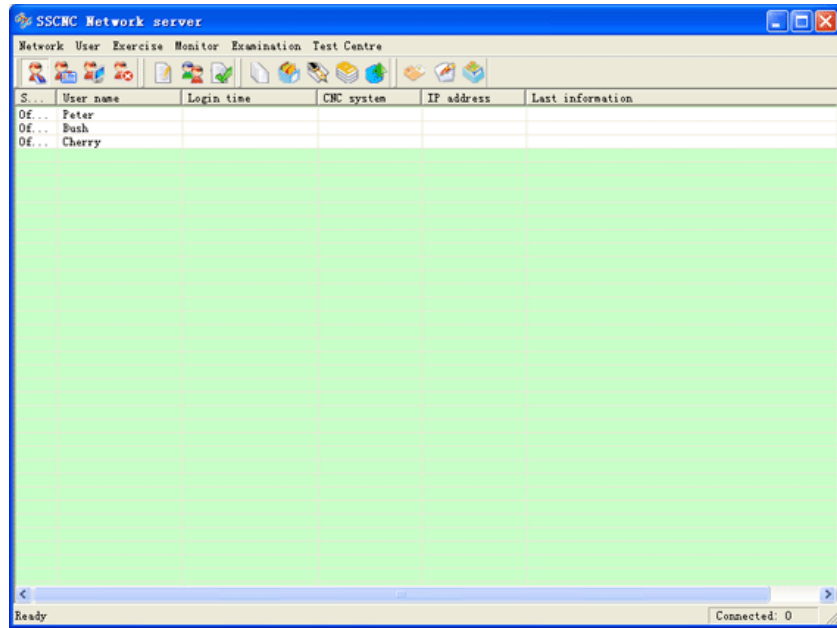 SSCNC Network server
Network User Exercise Monitor Examination Test Centre
S... User name Login time CNC system IP address Last information
Of... Peter
Of... Bush
Of... Cherry
Ready Connected: 0